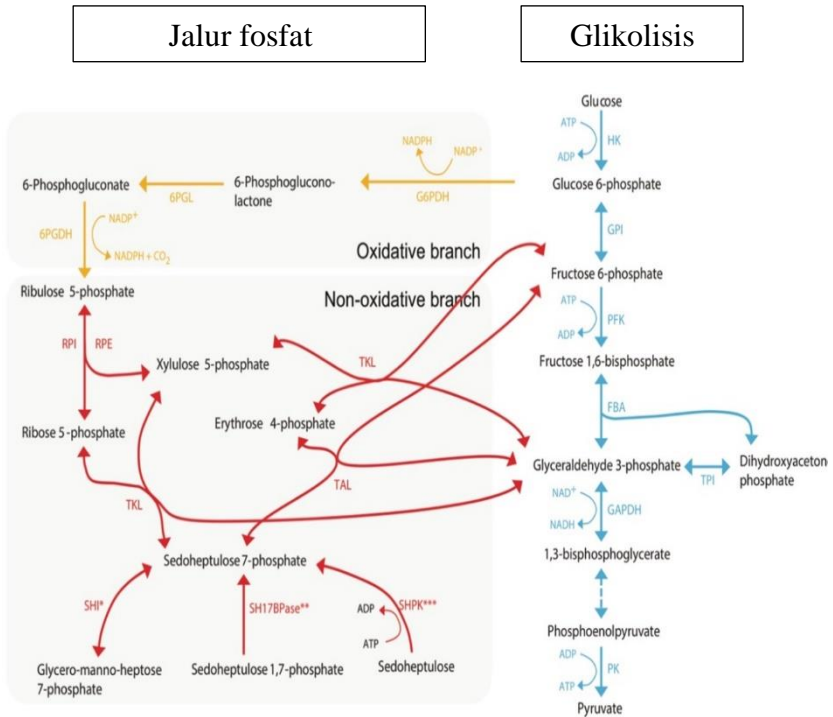 Jalur fosfat
Glikolisis
Glucose
ATP
HK
ADP
Glucose 6-phosphate
NADPH
NADP⁺
G6PDH
6-Phosphoglucono-
lactone
6PGL
6-Phosphogluconate
6PGDH
NADP⁺
NADPH + CO₂
Oxidative branch
GPI
Fructose 6-phosphate
Ribulose 5-phosphate
Non-oxidative branch
ATP
PFK
ADP
RPI
RPE
Xylulose 5-phosphate
TKL
Fructose 1,6-bisphosphate
FBA
Ribose 5-phosphate
Erythrose 4-phosphate
Glyceraldehyde 3-phosphate
TPI
Dihydroxyaceton
phosphate
TKL
TAL
NAD⁺
GAPDH
NADH
Sedoheptulose 7-phosphate
1,3-bisphosphoglycerate
SHI*
SH17BPase**
ADP
SHPK***
ATP
Phosphoenolpyruvate
Glycero-manno-heptose
7-phosphate
Sedoheptulose 1,7-phosphate
Sedoheptulose
ADP
PK
ATP
Pyruvate